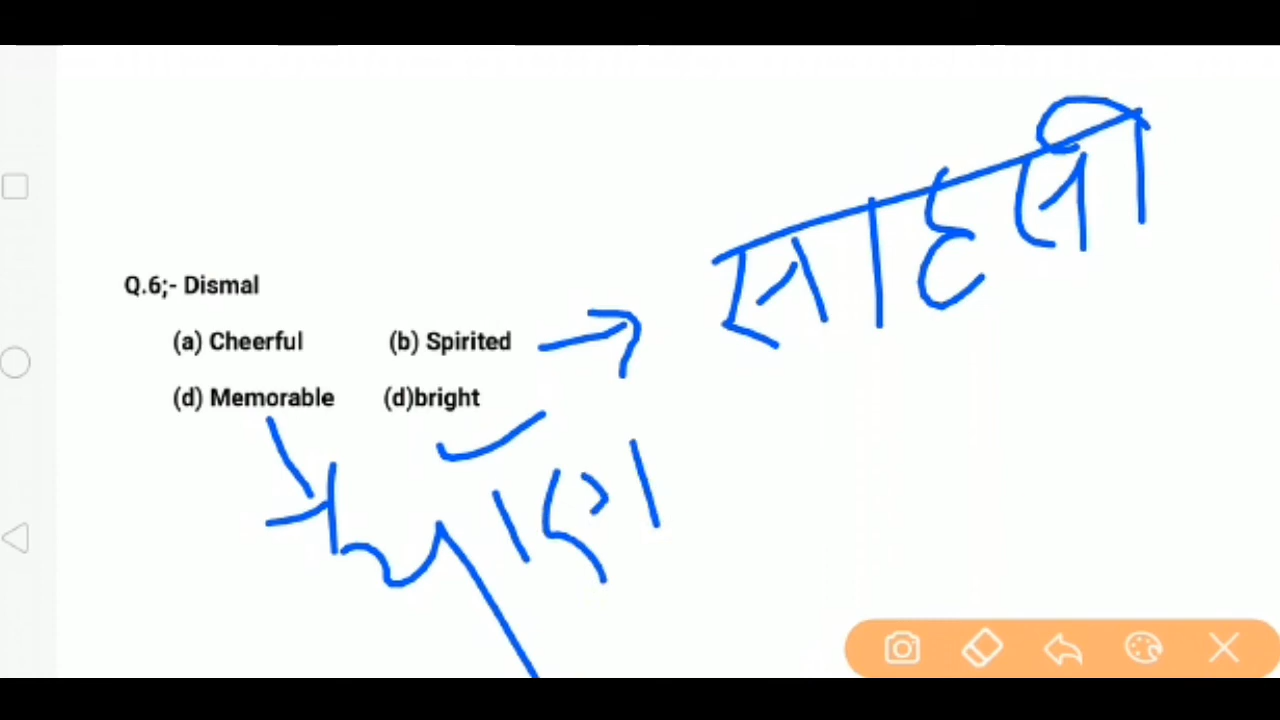 साहसी
Q.6;- Dismal
(a) Cheerful (b) Spirited
(d) Memorable (d)bright